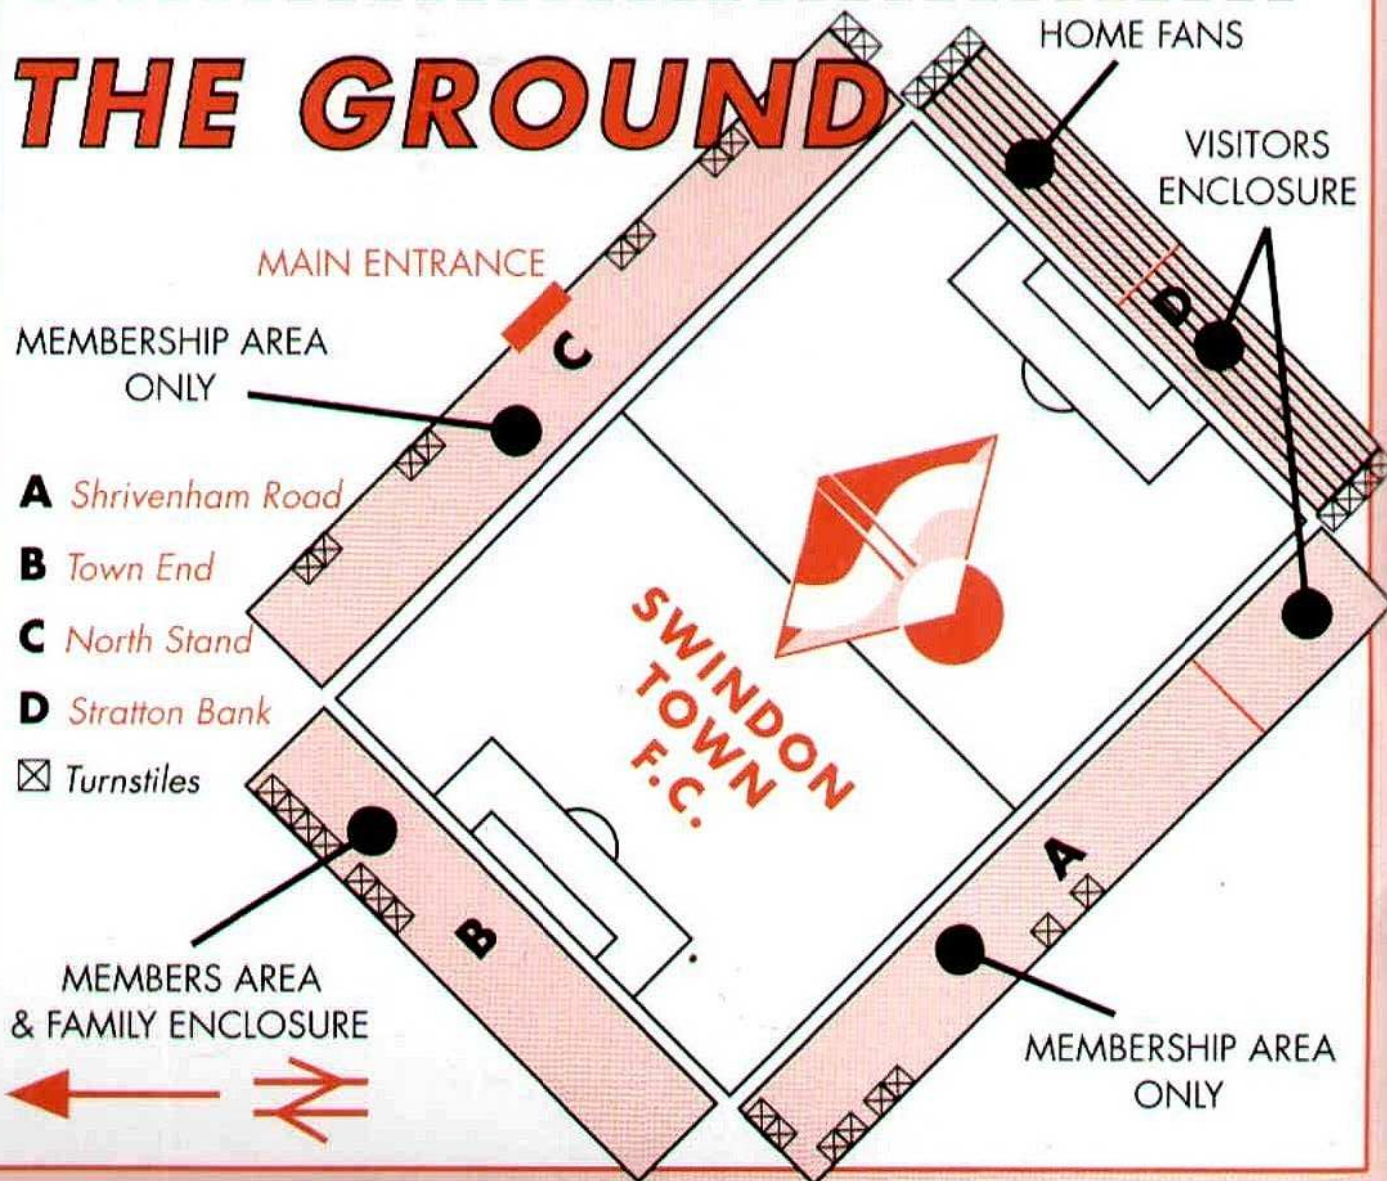 THE GROUND
HOME FANS
VISITORS
ENCLOSURE
MAIN ENTRANCE
MEMBERSHIP AREA
ONLY
C
D
A Shrivenham Road
B Town End
C North Stand
D Stratton Bank
Turnstiles
SWINDON
TOWN
F.C.
A
B
MEMBERS AREA
& FAMILY ENCLOSURE
MEMBERSHIP AREA
ONLY